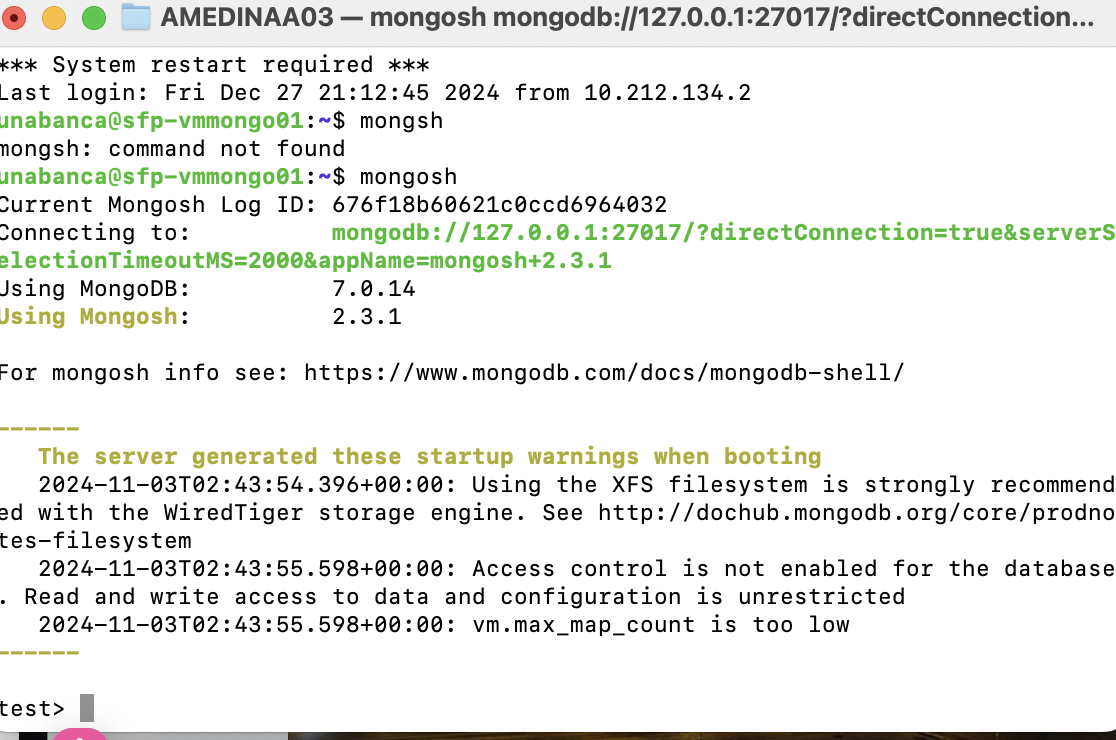 AMEDINAA03 — mongosh mongodb://127.0.0.1:27017/?directConnection...
*** System restart required ***
Last login: Fri Dec 27 21:12:45 2024 from 10.212.134.2
unabanca@sfp-vmmongo01:~$ mongsh
mongsh: command not found
unabanca@sfp-vmmongo01:~$ mongosh
Current Mongosh Log ID: 676f18b60621c0ccd6964032
Connecting to: mongodb://127.0.0.1:27017/?directConnection=true&serverS
electionTimeoutMS=2000&appName=mongosh+2.3.1
Using MongoDB: 7.0.14
Using Mongosh: 2.3.1
For mongosh info see: https://www.mongodb.com/docs/mongodb-shell/
------
The server generated these startup warnings when booting
2024-11-03T02:43:54.396+00:00: Using the XFS filesystem is strongly recommend
ed with the WiredTiger storage engine. See http://dochub.mongodb.org/core/prodno
tes-filesystem
2024-11-03T02:43:55.598+00:00: Access control is not enabled for the database
. Read and write access to data and configuration is unrestricted
2024-11-03T02:43:55.598+00:00: vm.max_map_count is too low
------
test>